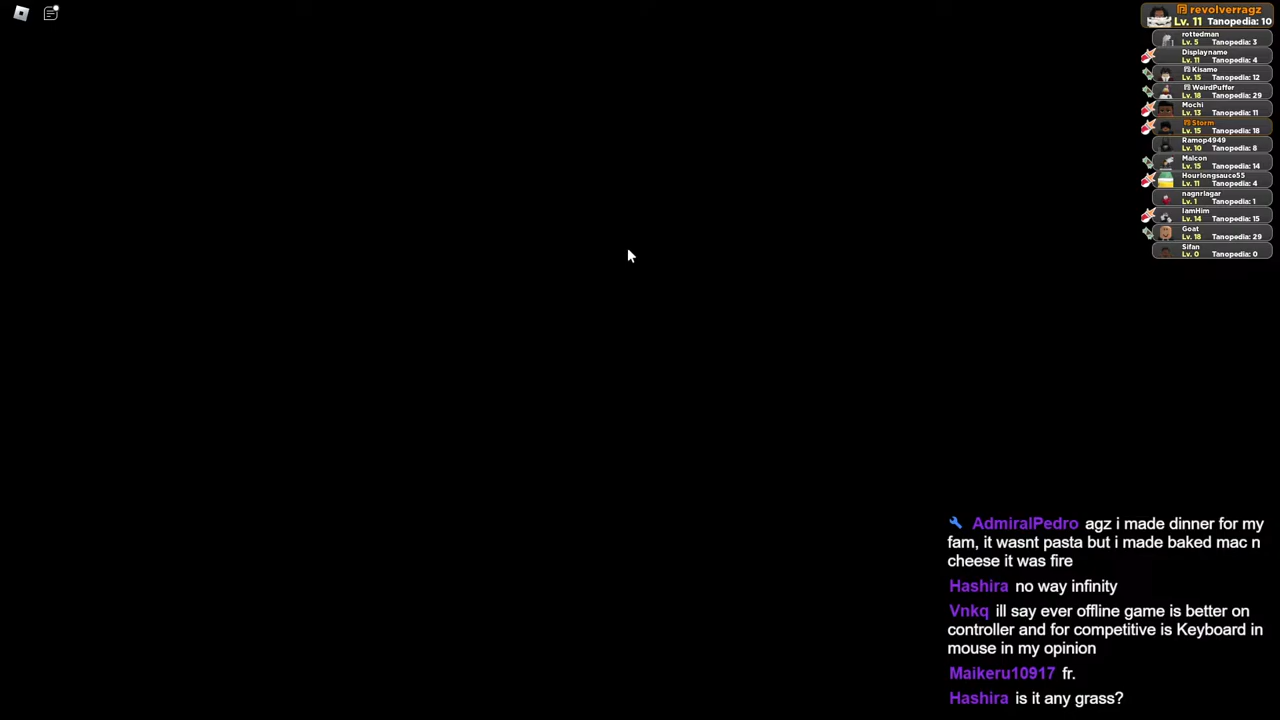 revolverragz
Lv. 11 Tanopedia: 10
rottedman
Lv. 5 Tanopedia: 3
Displayname
Lv. 11 Tanopedia: 4
Kisame
Lv. 15 Tanopedia: 12
WeirdPuffer
Lv. 18 Tanopedia: 29
Mochi
Lv. 13 Tanopedia: 11
Storm
Lv. 15 Tanopedia: 18
Ramop4949
Lv. 10 Tanopedia: 8
Malcon
Lv. 15 Tanopedia: 14
Hourlongsauce55
Lv. 11 Tanopedia: 4
nagnrlagar
Lv. 1 Tanopedia: 1
IamHim
Lv. 14 Tanopedia: 15
Goat
Lv. 18 Tanopedia: 29
Sifan
Lv. 0 Tanopedia: 0
AdmiralPedro agz i made dinner for my
fam, it wasnt pasta but i made baked mac n
cheese it was fire
Hashira no way infinity
Vnkq ill say ever offline game is better on
controller and for competitive is Keyboard in
mouse in my opinion
Maikeru10917 fr.
Hashira is it any grass?